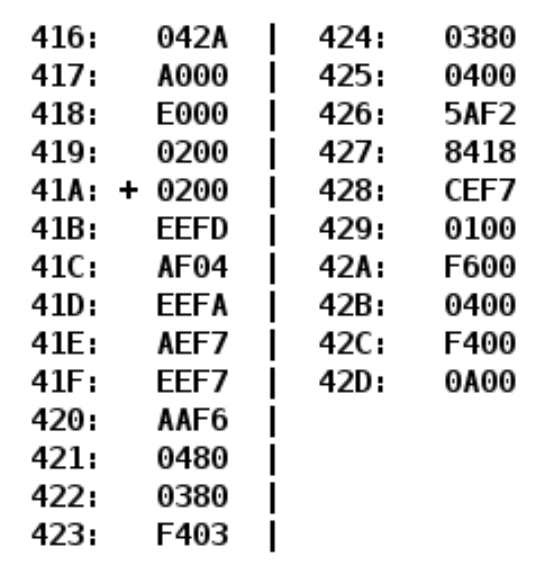 416: 042A | 424: 0380
417: A000 | 425: 0400
418: E000 | 426: 5AF2
419: 0200 | 427: 8418
41A: + 0200 | 428: CEF7
41B: EEFD | 429: 0100
41C: AF04 | 42A: F600
41D: EEFA | 42B: 0400
41E: AEF7 | 42C: F400
41F: EEF7 | 42D: 0A00
420: AAF6 |
421: 0480 |
422: 0380 |
423: F403 |